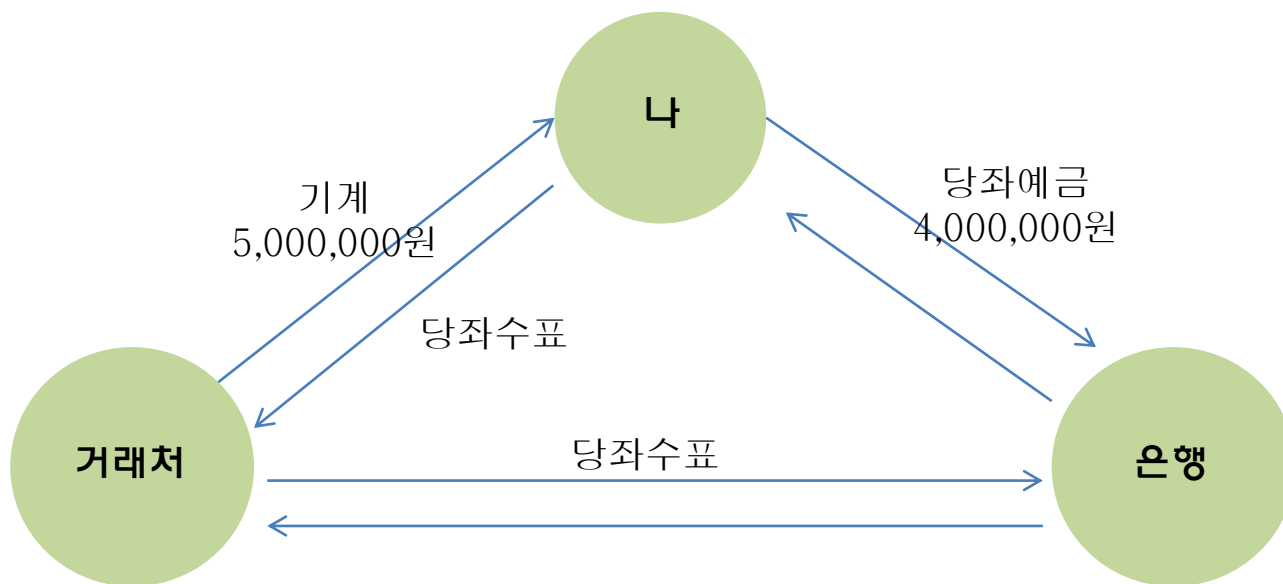 나
기계
5,000,000원
당좌예금
4,000,000원
당좌수표
거래처
당좌수표
은행